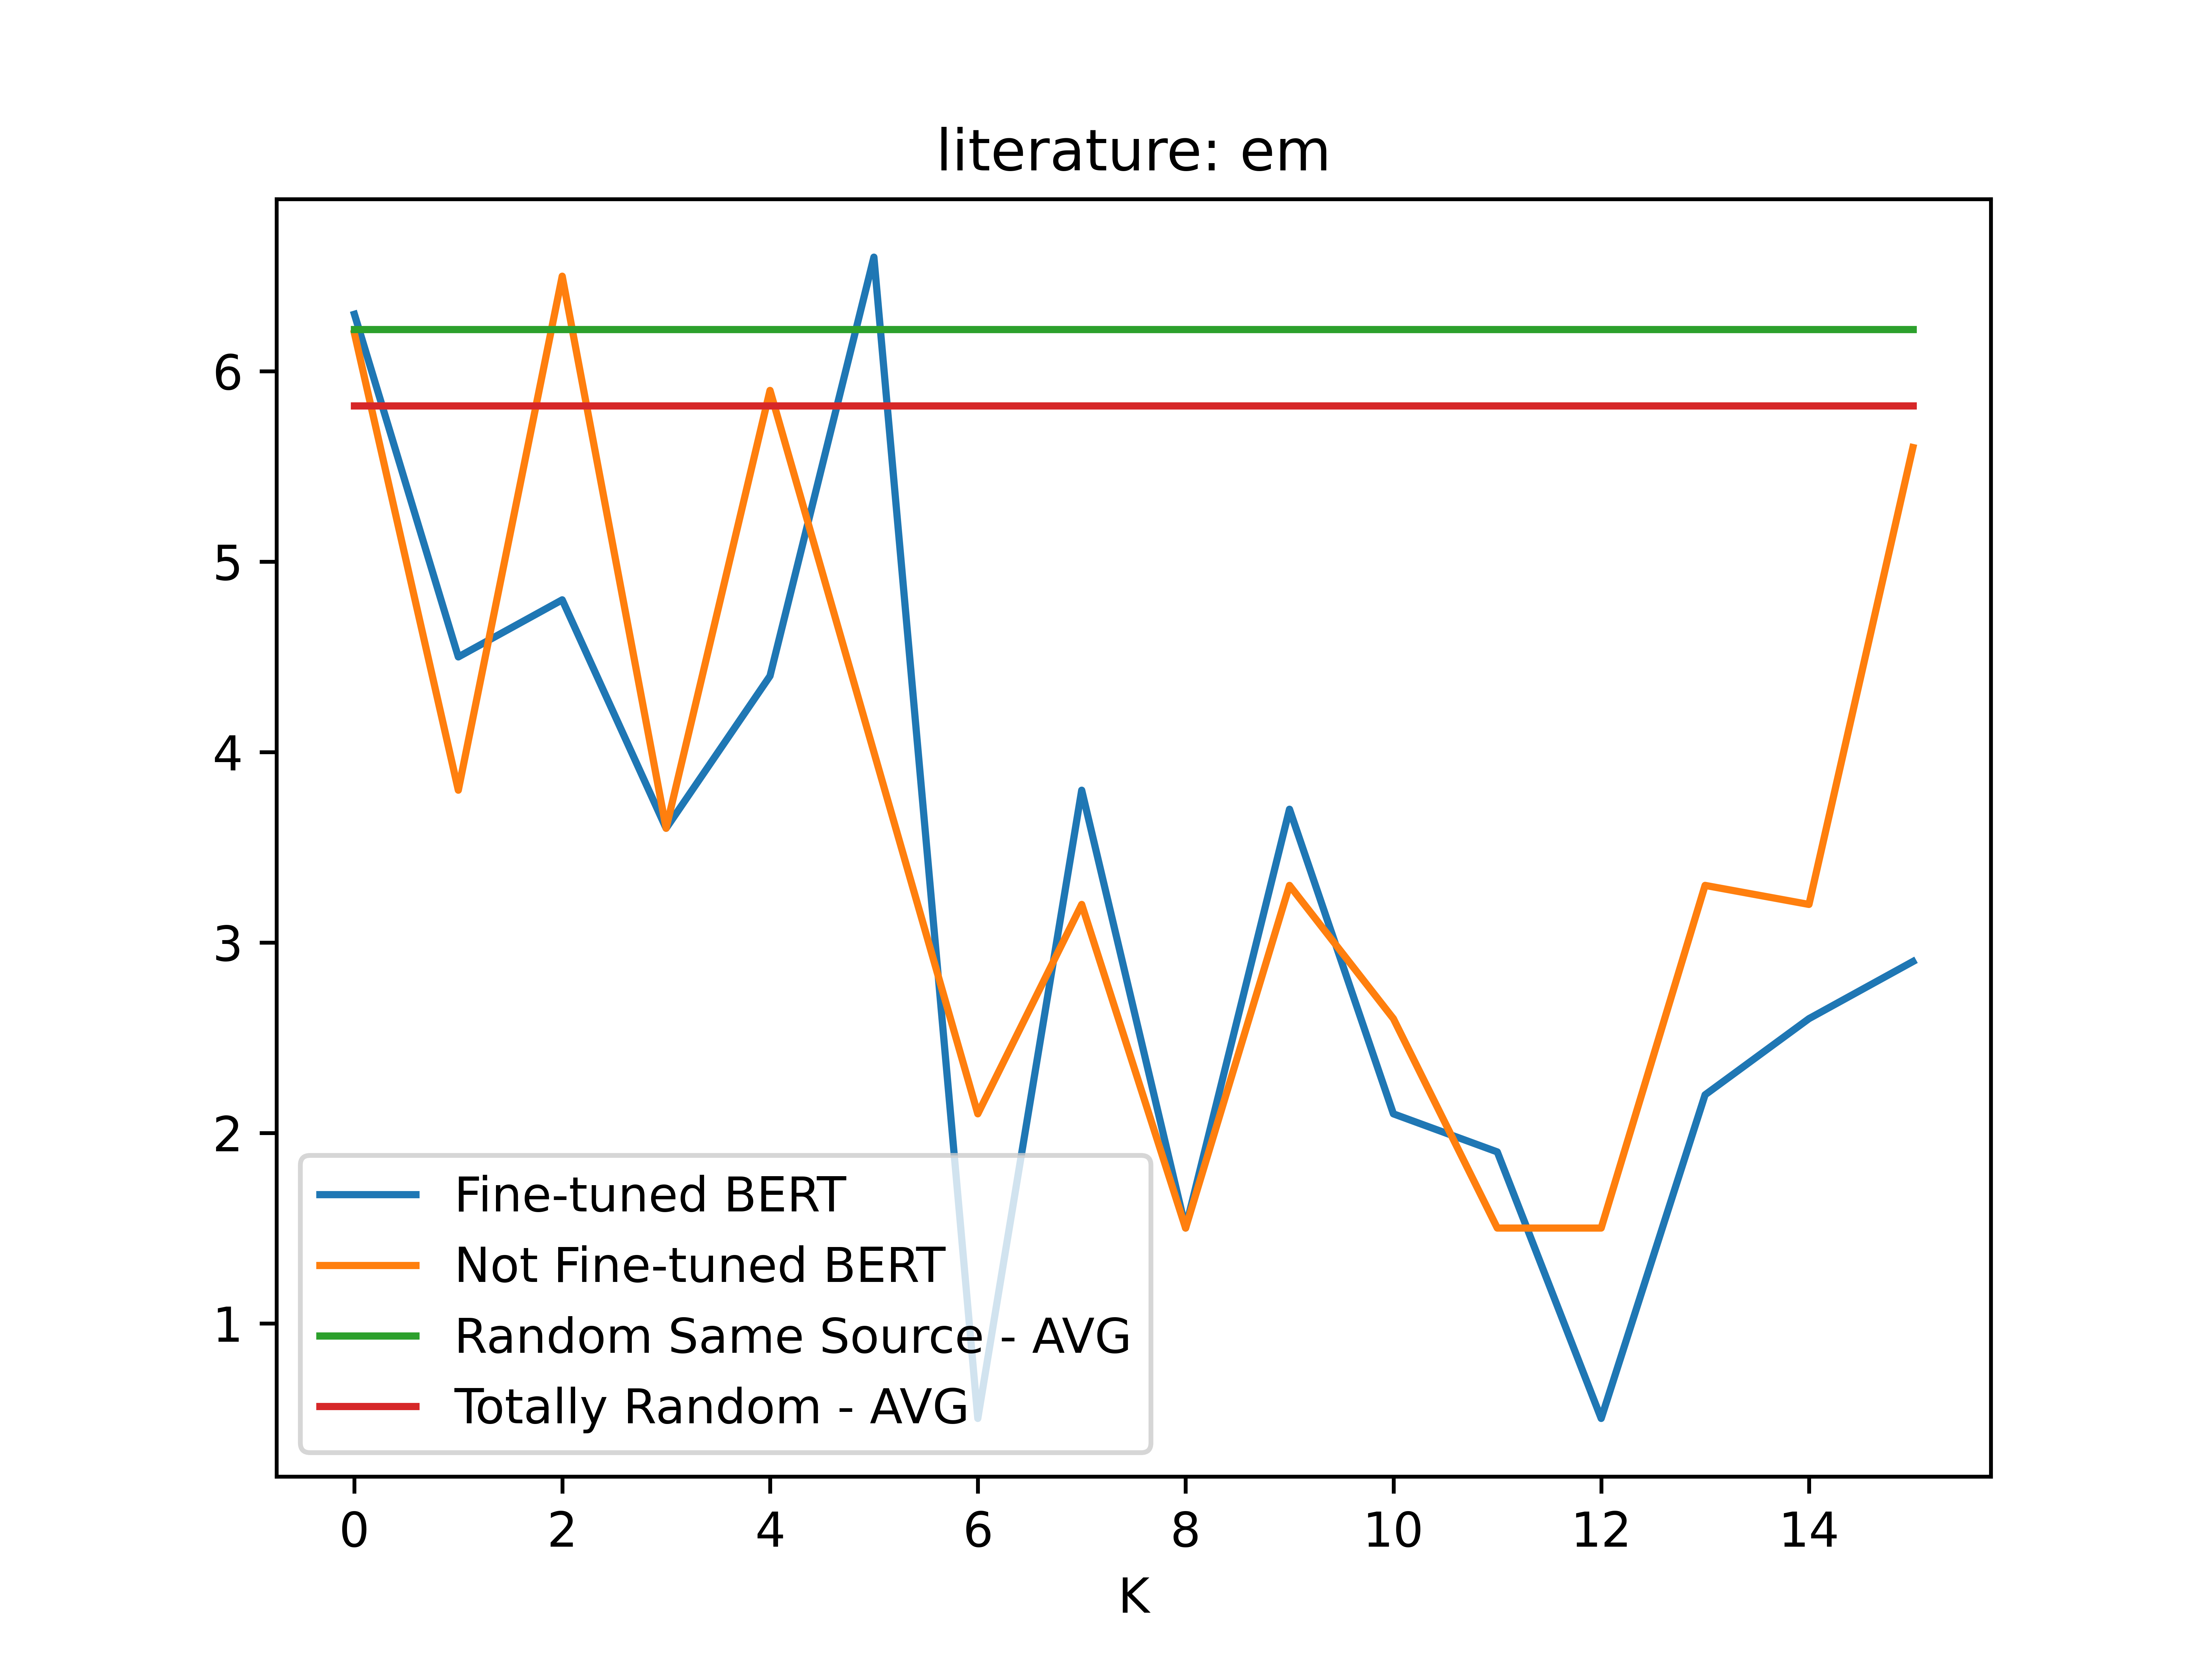 literature: em
6
5
4
3
2
1
Fine-tuned BERT
Not Fine-tuned BERT
Random Same Source - AVG
Totally Random - AVG
0 2 4 6 8 10 12 14
K